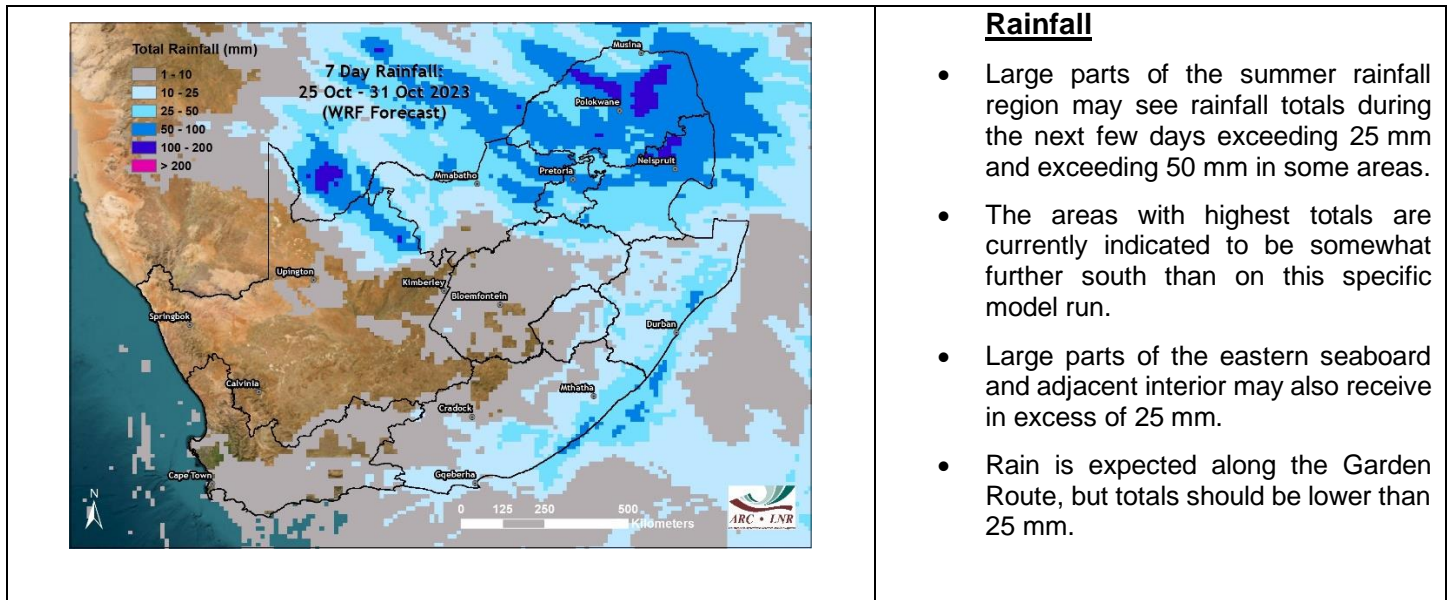 Total Rainfall (mm)
1 - 10
10 - 25
25 - 50
50 - 100
100 - 200
> 200
7 Day Rainfall:
25 Oct - 31 Oct 2023
(WRF Forecast)
Musina
Polokwane
Nelspruit
Pretoria
Mmabatho
Upington
Kimberley
Bloemfontein
Springbok
Durban
Calvinia
Mthatha
Cradock
Cape Town
Gqeberha
N
0 125 250 500
Kilometers
ARC • LNR
Rainfall
• Large parts of the summer rainfall
region may see rainfall totals during
the next few days exceeding 25 mm
and exceeding 50 mm in some areas.
• The areas with highest totals are
currently indicated to be somewhat
further south than on this specific
model run.
• Large parts of the eastern seaboard
and adjacent interior may also receive
in excess of 25 mm.
• Rain is expected along the Garden
Route, but totals should be lower than
25 mm.